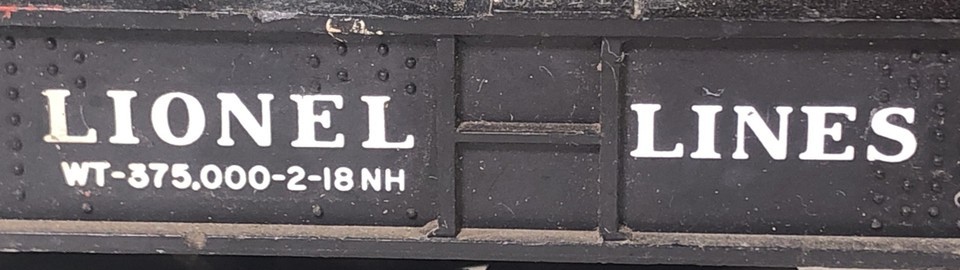 LIONEL LINES
WT-375.000-2-18 NH